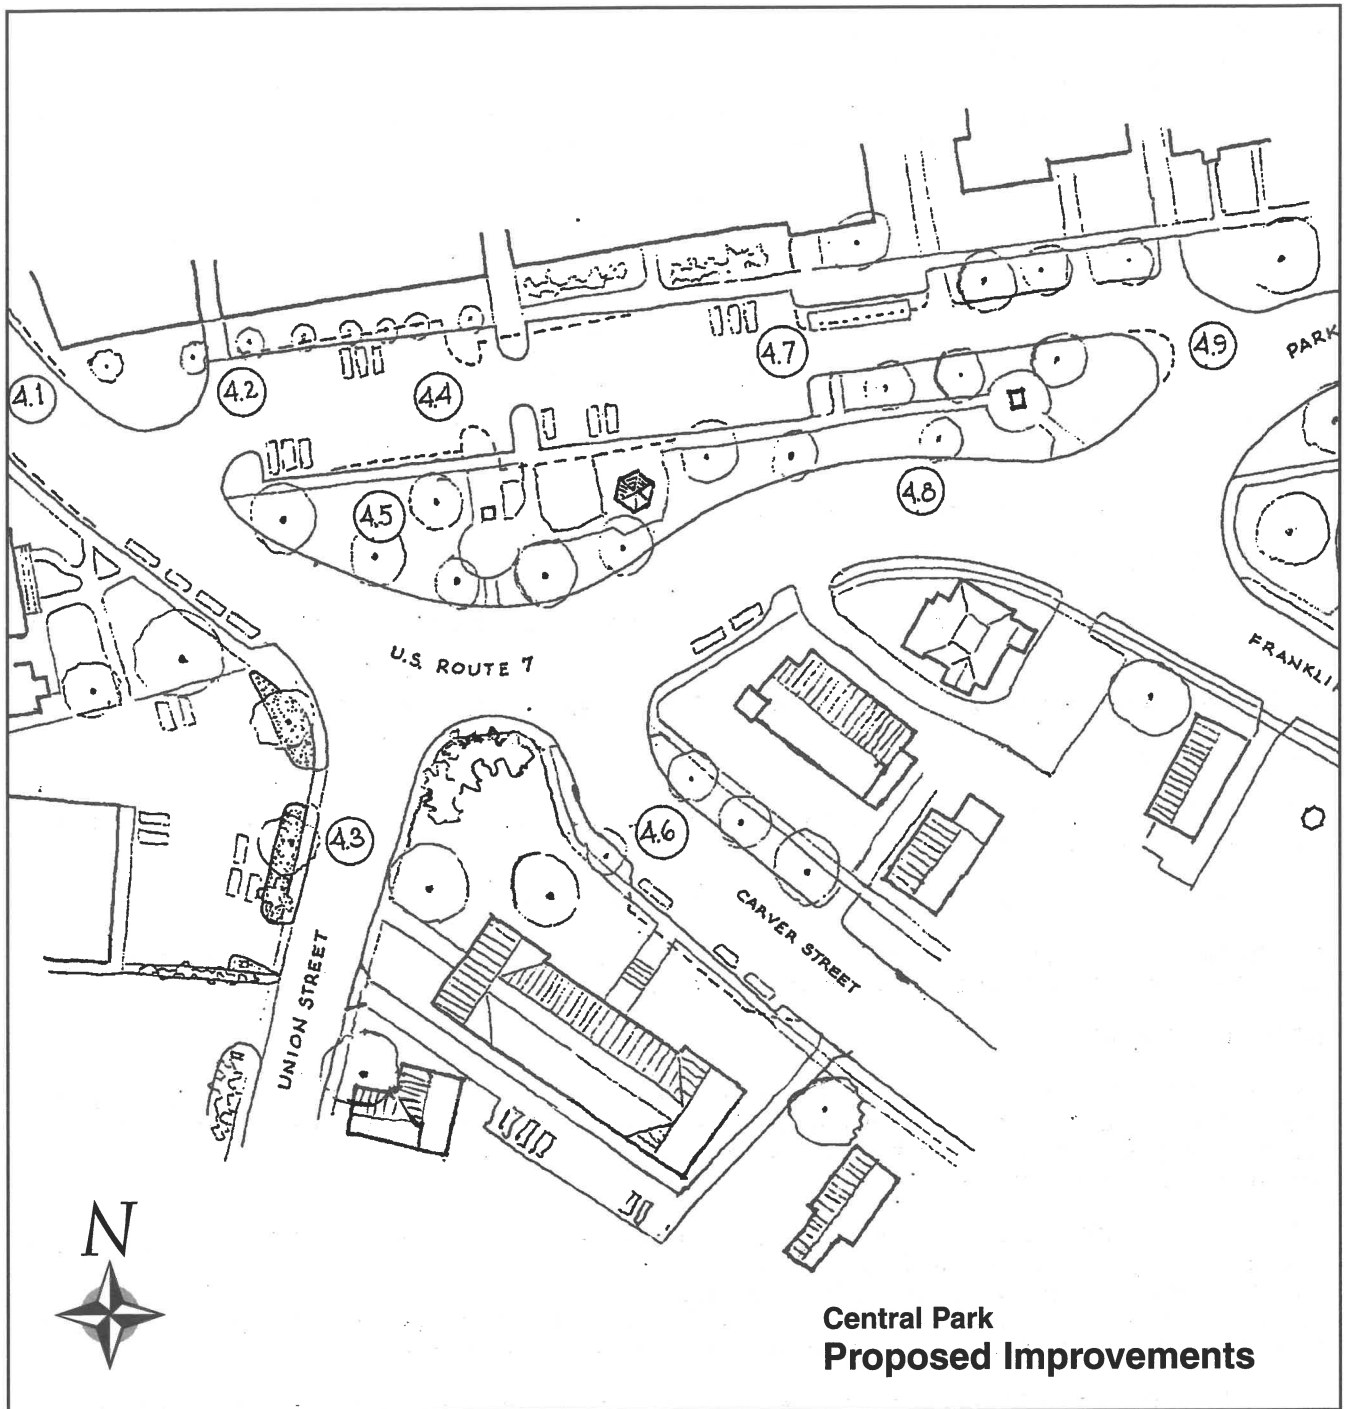 4.7
4.9
PARK
4.1
4.2
4.4
4.5
4.8
U.S. ROUTE 7
FRANKLI
4.3
4.6
CARVER STREET
UNION STREET
N
Central Park
Proposed Improvements